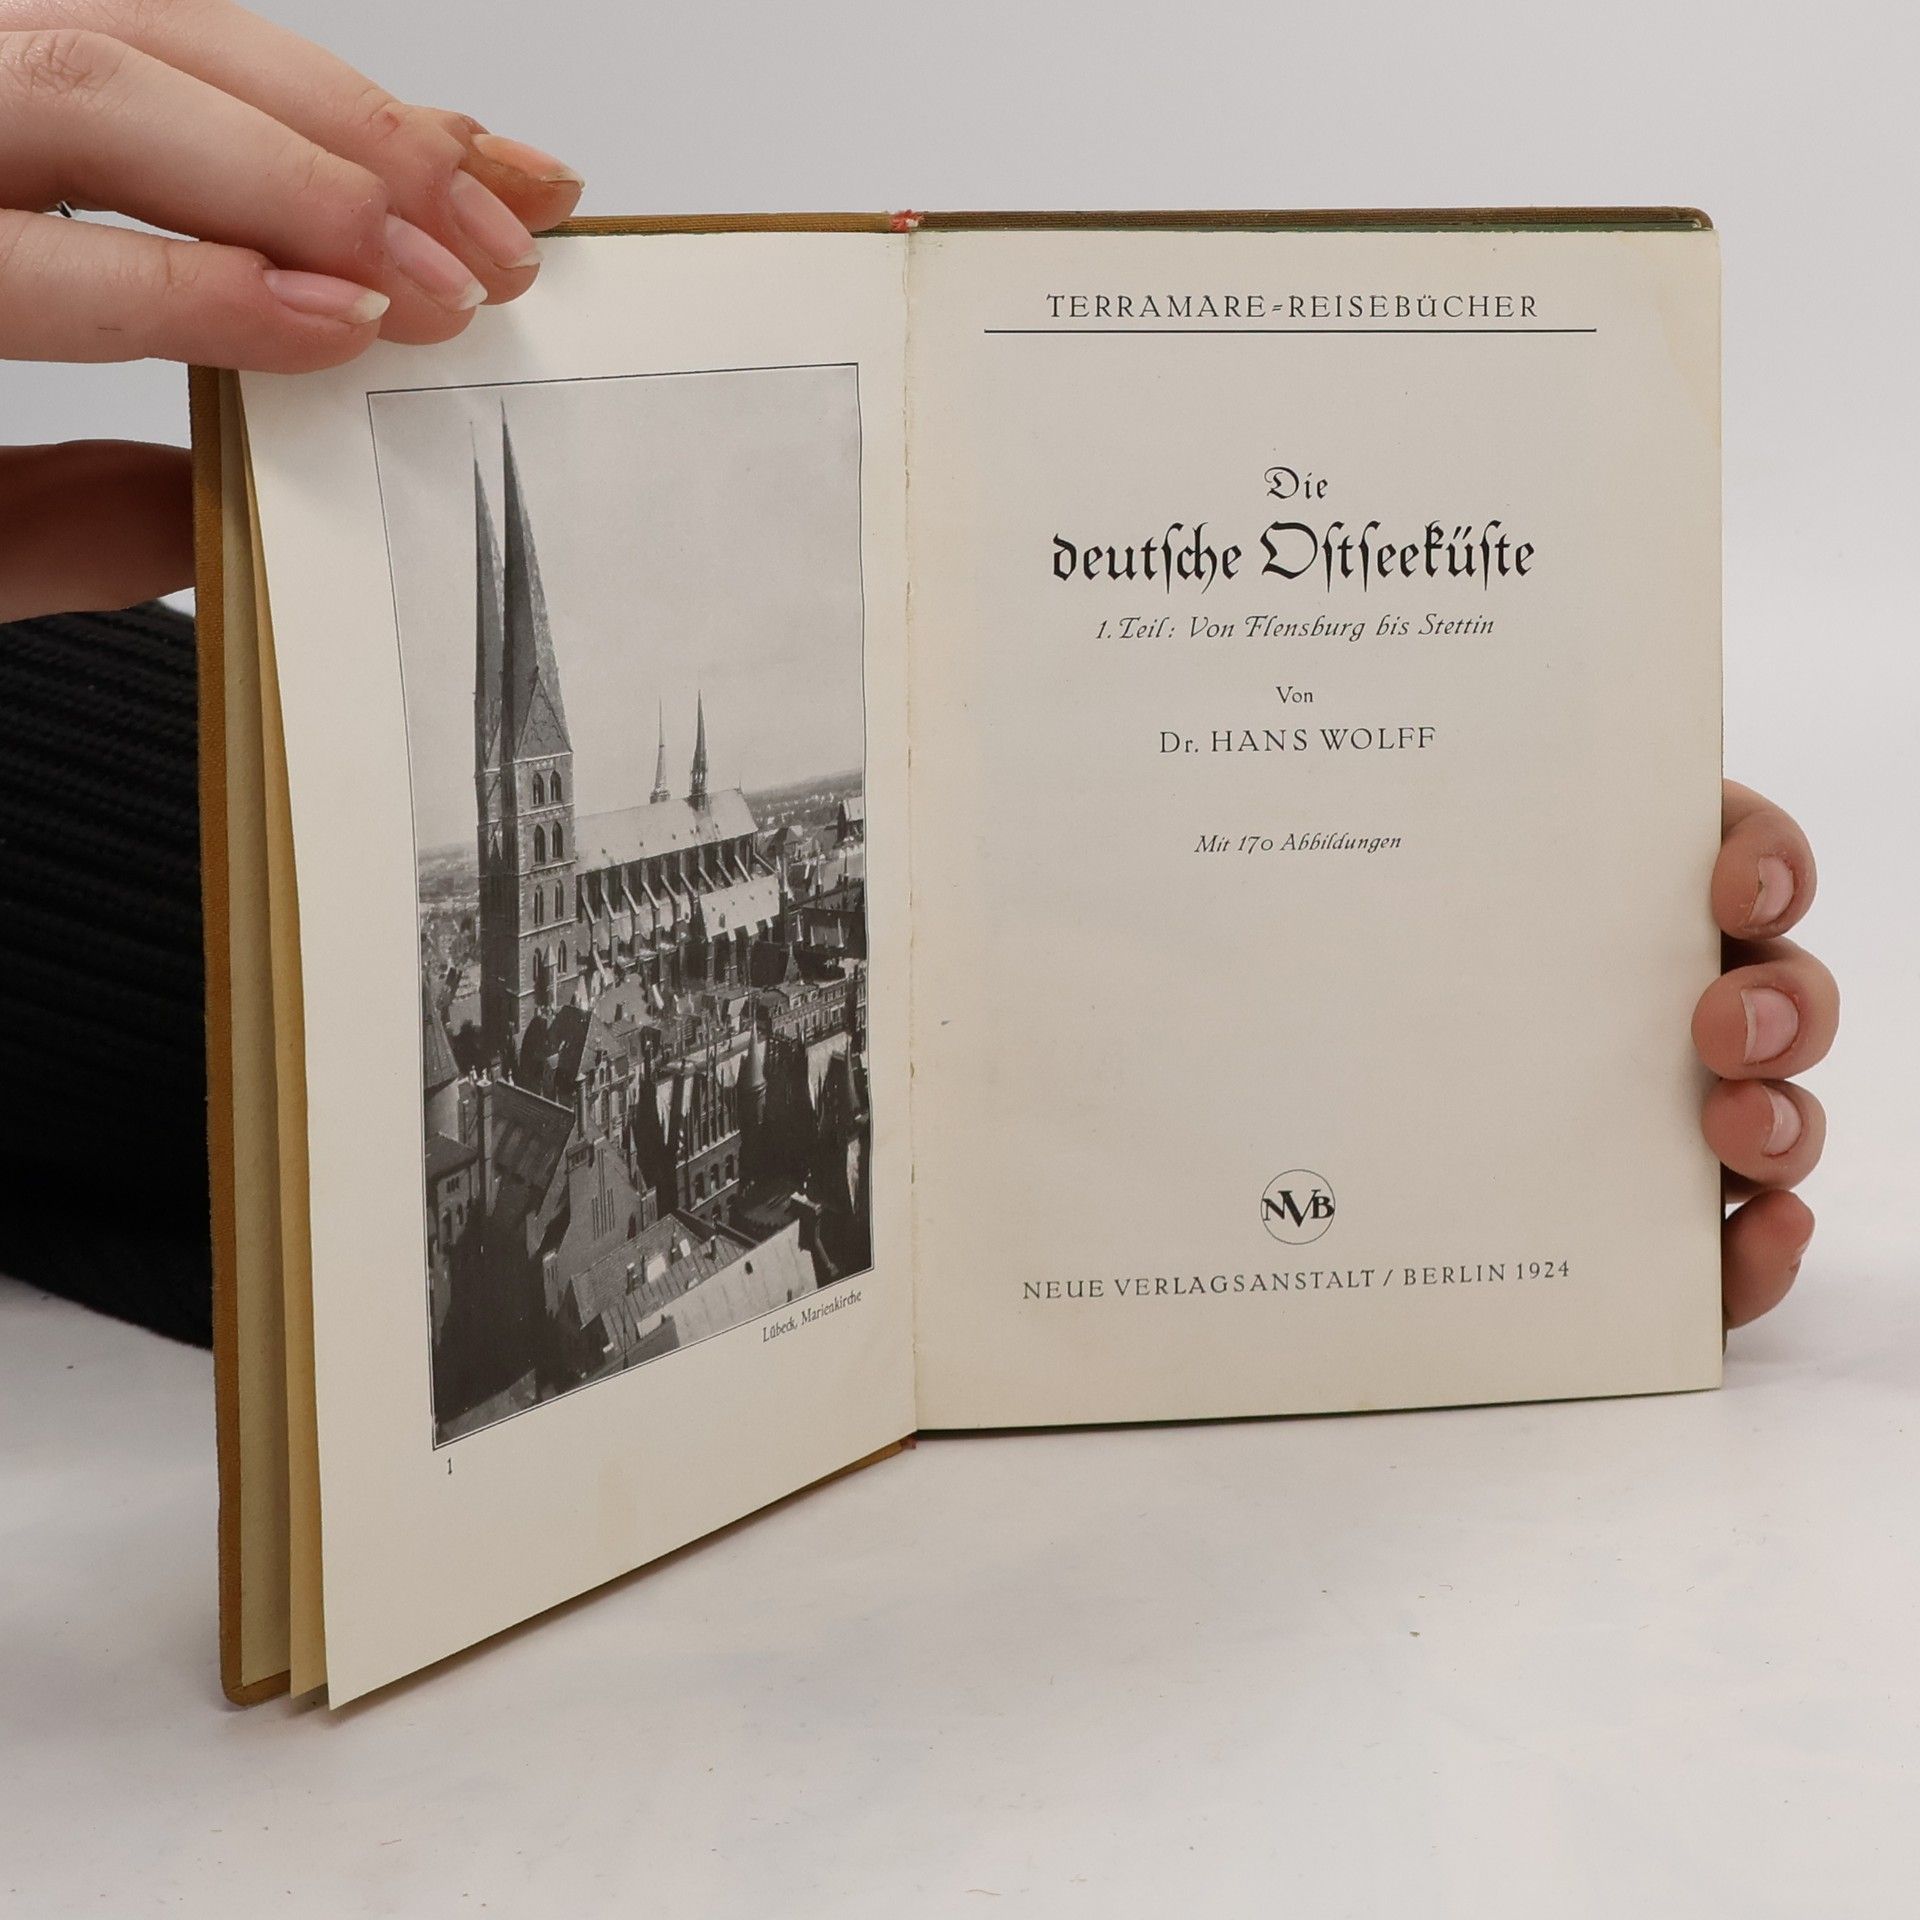 Lübeck, Marienkirche
1
TERRAMARE=REISEBÜCHER
Die
deutſche Oſtſeeküſte
1. Teil: Von Flensburg bis Stettin
Von
Dr. HANS WOLFF
Mit 170 Abbildungen
NVB
NEUE VERLAGSANSTALT / BERLIN 1924